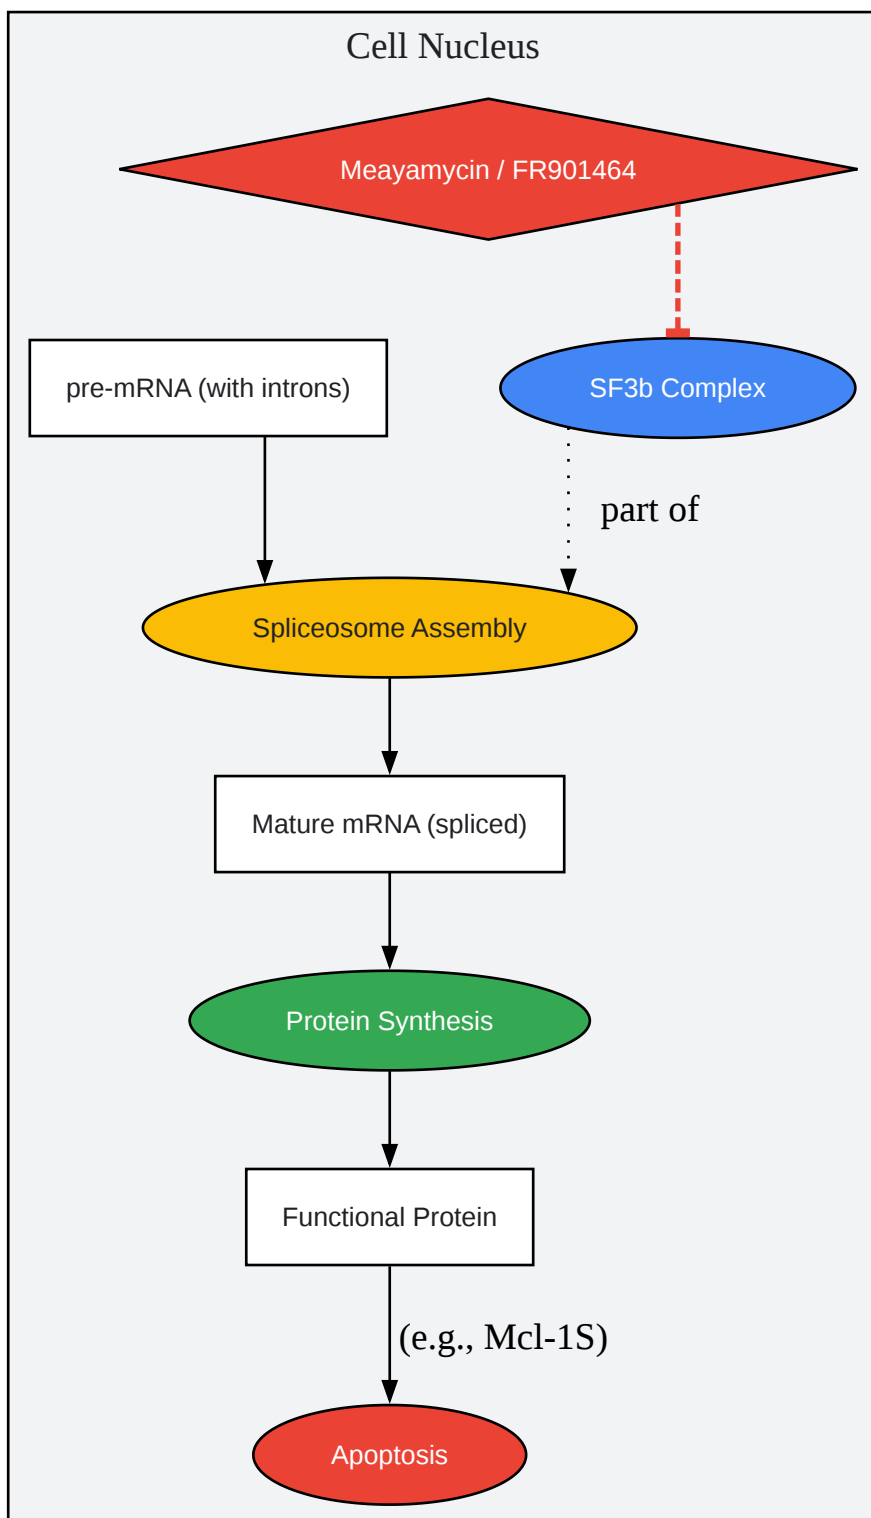 Cell Nucleus
Meayamycin / FR901464
pre-mRNA (with introns)
SF3b Complex
part of
Spliceosome Assembly
Mature mRNA (spliced)
Protein Synthesis
Functional Protein
(e.g., Mcl-1S)
Apoptosis